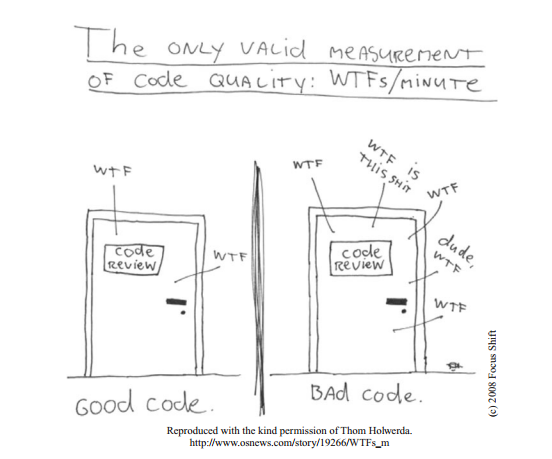 The ONLY VALID MEASUREMENT
OF Code QUALITY: WTFs/MINUTE
WTF
code
REVIEW
WTF
GOOD code.
WTF
WTF IS
THIS SHIT
WTF
code
REVIEW
dude,
WTF
WTF
BAD code.
(c) 2008 Focus Shift
Reproduced with the kind permission of Thom Holwerda.
http://www.osnews.com/story/19266/WTFs_m